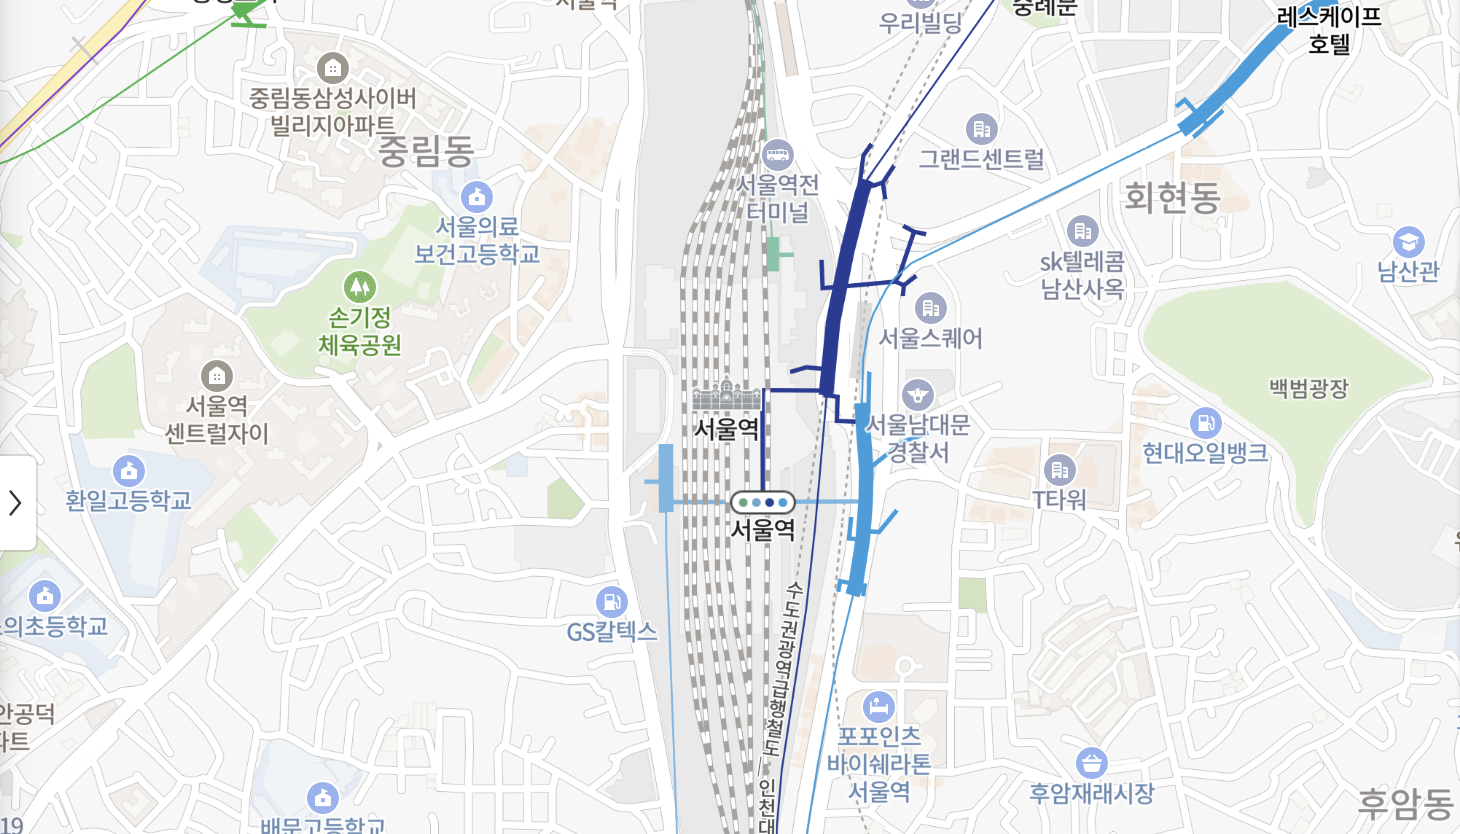 서울역
우리빌딩
숭례문
레스케이프
호텔
중림동삼성사이버
빌리지아파트
중림동
그랜드센트럴
서울역전
터미널
회현동
서울의료
보건고등학교
sk텔레콤
남산사옥
남산관
손기정
체육공원
서울스퀘어
백범광장
서울역
센트럴자이
서울역
서울남대문
경찰서
현대오일뱅크
환일고등학교
T타워
서울역
GS칼텍스
의초등학교
수도권광역급행철도
안공덕
파트
포포인츠
바이쉐라톤
서울역
후암재래시장
후암동
인천대
배문고등학교
19